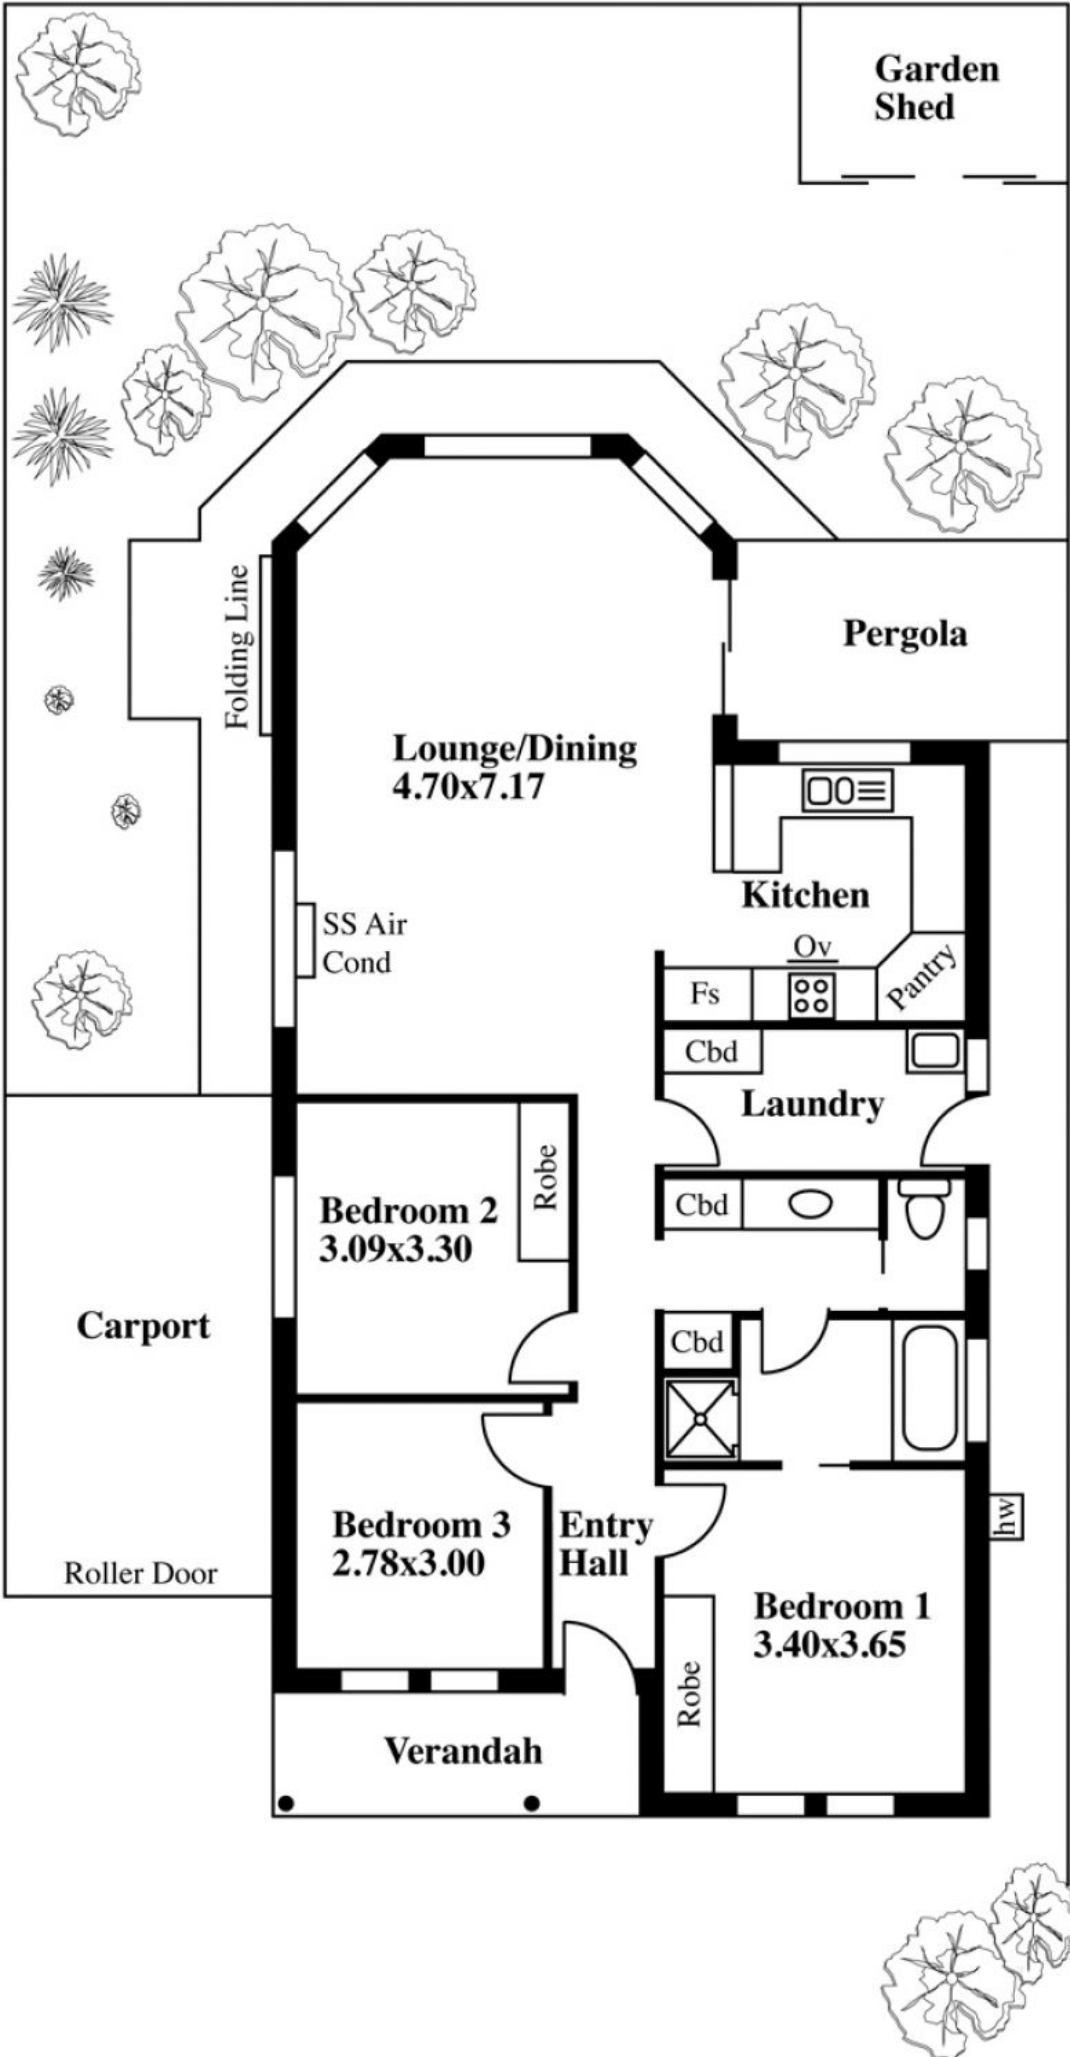 Garden
Shed
Folding Line
Pergola
Lounge/Dining
4.70x7.17
Kitchen
SS Air
Cond
Ov
Pantry
Fs
Cbd
Laundry
Robe
Cbd
Bedroom 2
3.09x3.30
Carport
Cbd
Bedroom 3
2.78x3.00
Entry
Hall
hw
Roller Door
Bedroom 1
3.40x3.65
Robe
Verandah